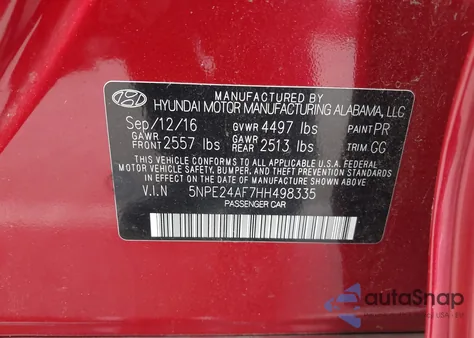 MANUFACTURED BY
HYUNDAI MOTOR MANUFACTURING ALABAMA, LLC
Sep/12/16 GVWR 4497 lbs PAINT PR
GAWR FRONT 2557 lbs GAWR REAR 2513 lbs TRIM GG
THIS VEHICLE CONFORMS TO ALL APPLICABLE U.S.A. FEDERAL
MOTOR VEHICLE SAFETY, BUMPER, AND THEFT PREVENTION
STANDARDS IN EFFECT ON THE DATE OF MANUFACTURE
SHOWN ABOVE.
V.I.N 5NPE24AF7HH498335
PASSENGER CAR
autoSnap